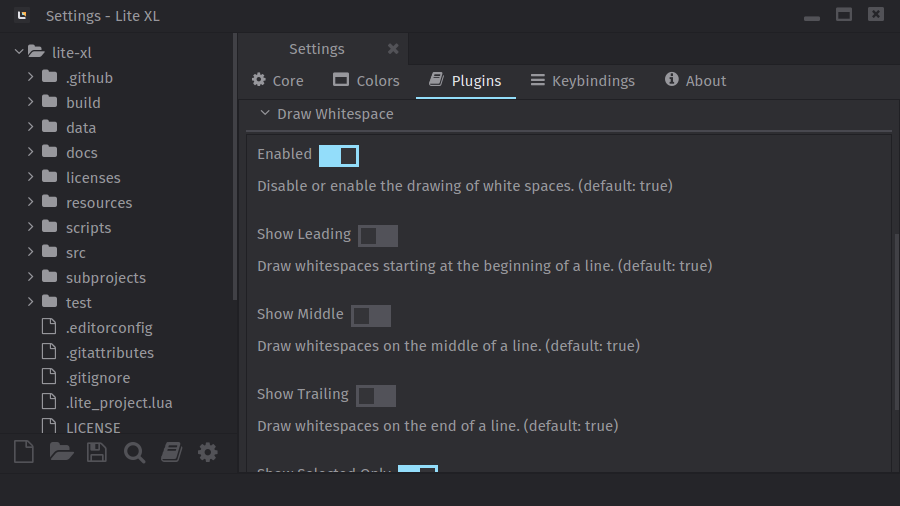 Settings - Lite XL
lite-xl
.github
build
data
docs
licenses
resources
scripts
src
subprojects
test
.editorconfig
.gitattributes
.gitignore
.lite_project.lua
LICENSE
Settings
Core
Colors
Plugins
Keybindings
About
Draw Whitespace
Enabled
Disable or enable the drawing of white spaces. (default: true)
Show Leading
Draw whitespaces starting at the beginning of a line. (default: true)
Show Middle
Draw whitespaces on the middle of a line. (default: true)
Show Trailing
Draw whitespaces on the end of a line. (default: true)
Show Selected Only